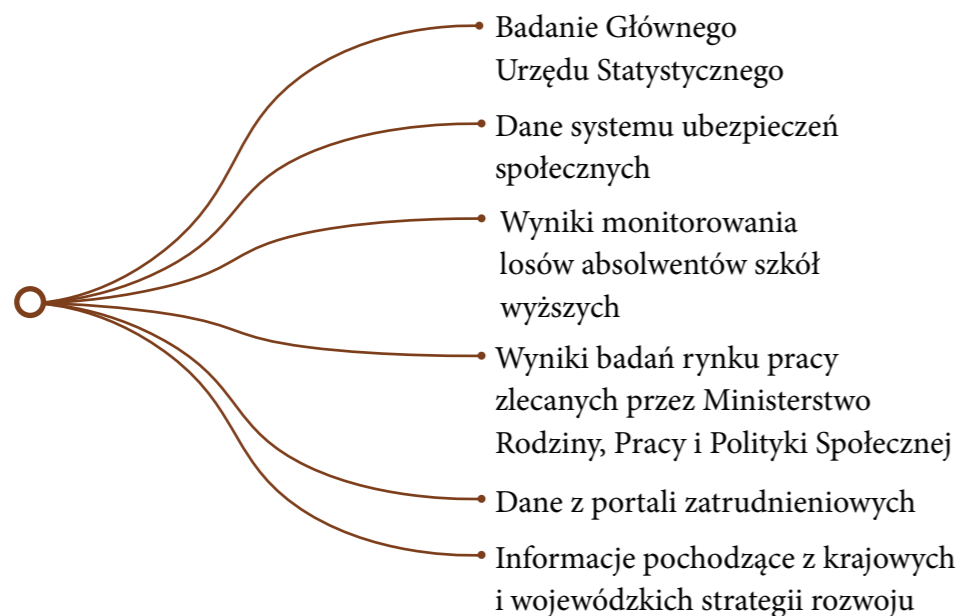 Badanie Głównego
Urzędu Statystycznego
Dane systemu ubezpieczeń
społecznych
Wyniki monitorowania
losów absolwentów szkół
wyższych
Wyniki badań rynku pracy
zlecanych przez Ministerstwo
Rodziny, Pracy i Polityki Społecznej
Dane z portali zatrudnieniowych
Informacje pochodzące z krajowych
i wojewódzkich strategii rozwoju